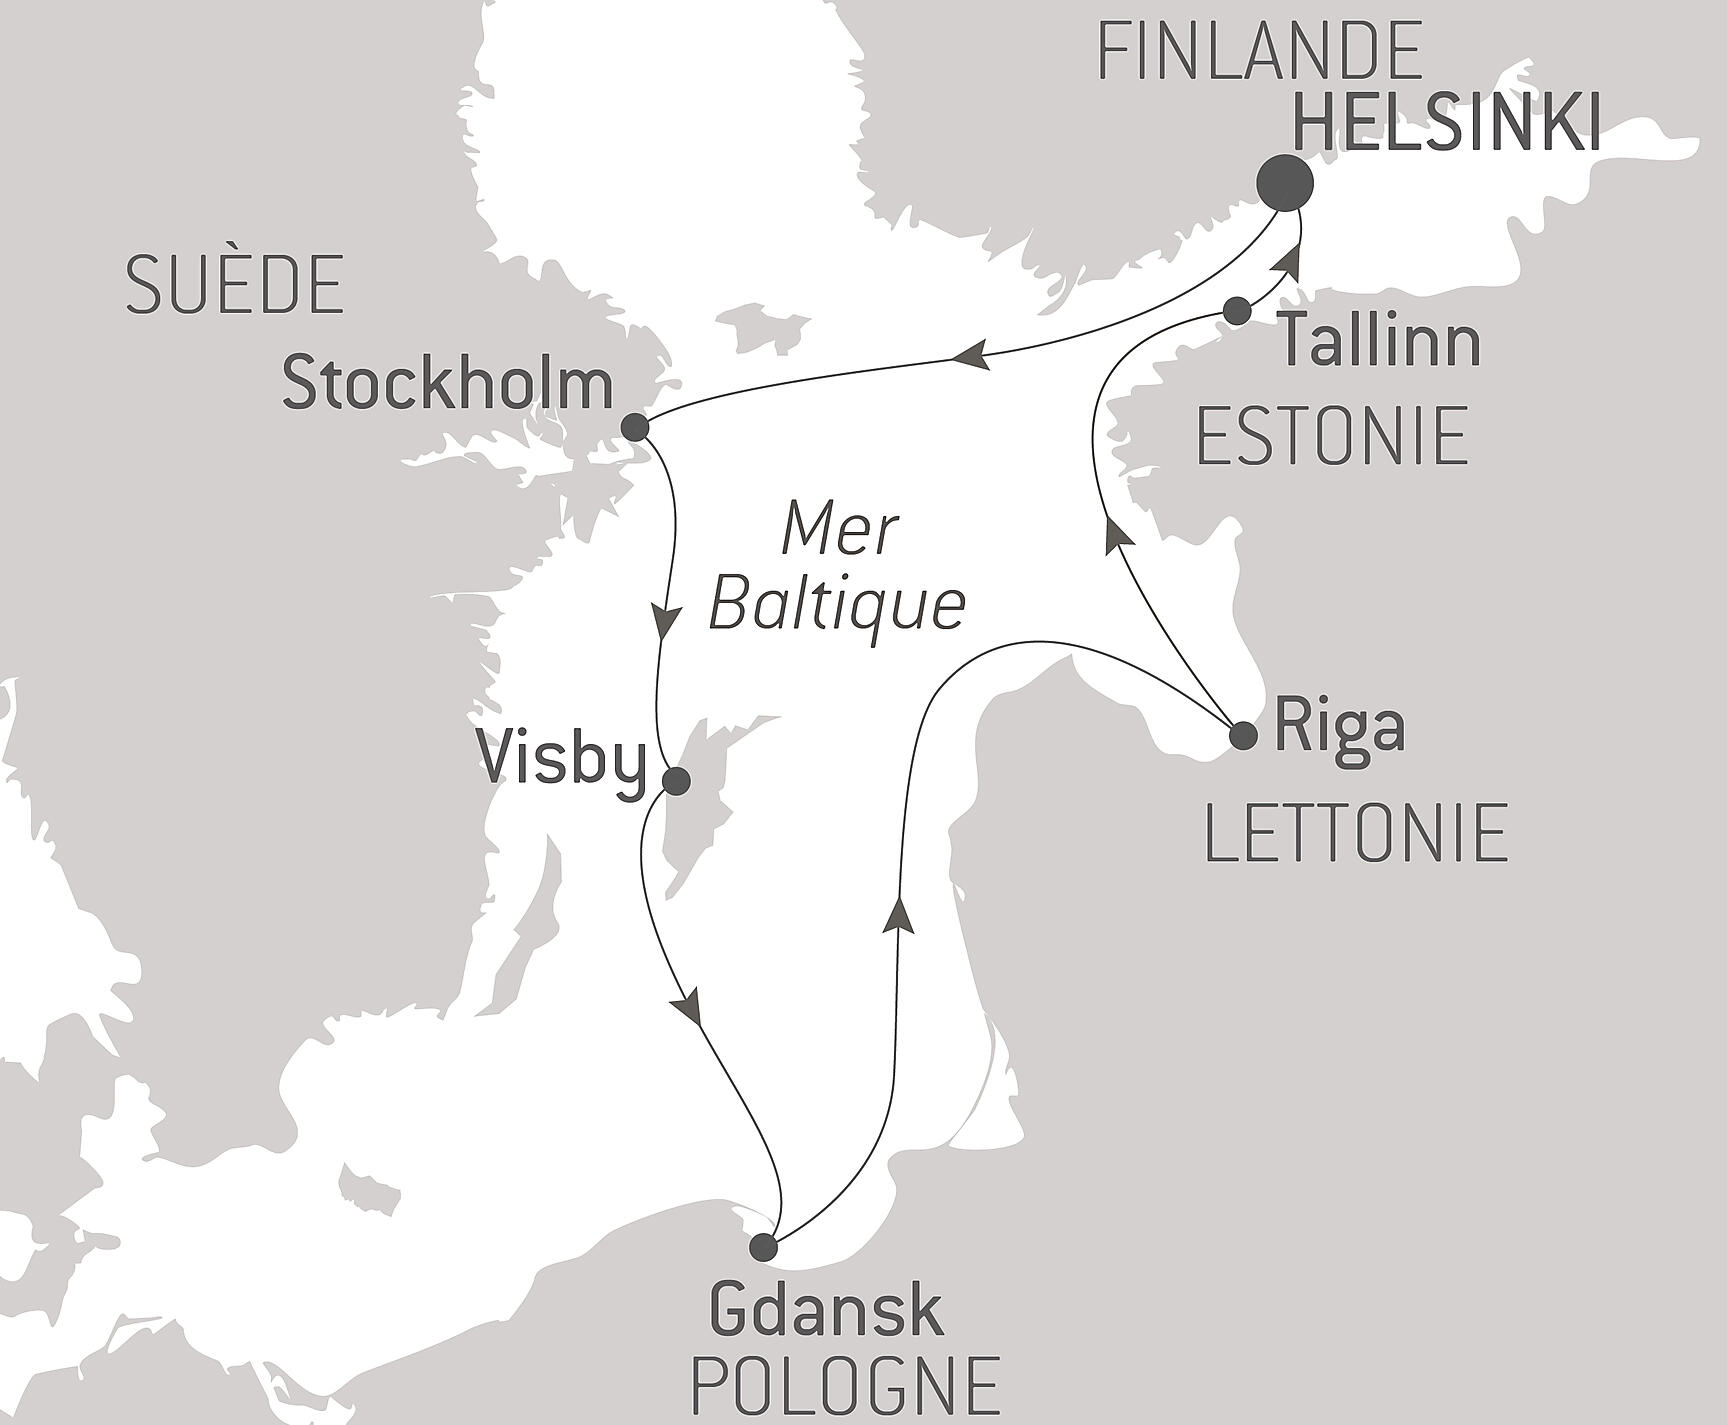 FINLANDE
HELSINKI
SUÈDE
Stockholm
Tallinn
ESTONIE
Mer
Baltique
Visby
Riga
LETTONIE
Gdansk
POLOGNE